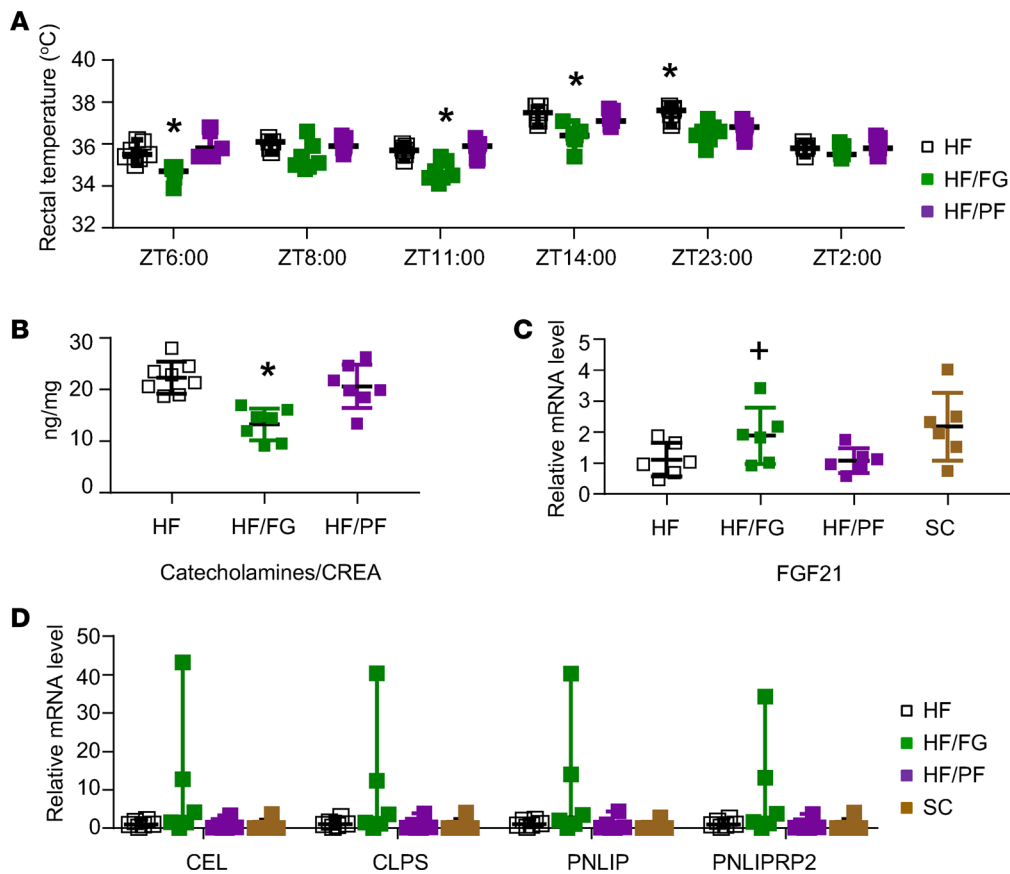 A
Rectal temperature (ºC)
40
38
36
34
32
*
*
*
*
ZT6:00 ZT8:00 ZT11:00 ZT14:00 ZT23:00 ZT2:00
HF
HF/FG
HF/PF
B
ng/mg
30
20
10
0
*
HF HF/FG HF/PF
Catecholamines/CREA
C
Relative mRNA level
5
4
3
2
1
0
+
HF HF/FG HF/PF SC
FGF21
D
Relative mRNA level
50
40
30
20
10
0
CEL CLPS PNLIP PNLIPRP2
HF
HF/FG
HF/PF
SC